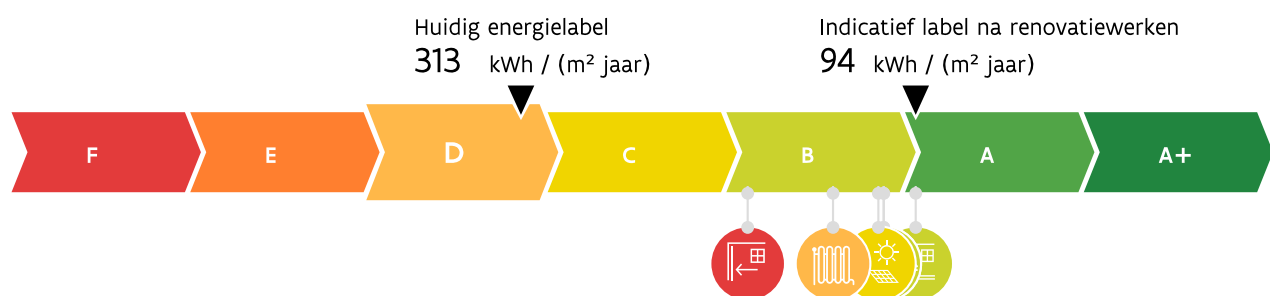 Huidig energielabel
313 kWh / (m² jaar)
Indicatief label na renovatiewerken
94 kWh / (m² jaar)
F E D C B A A+